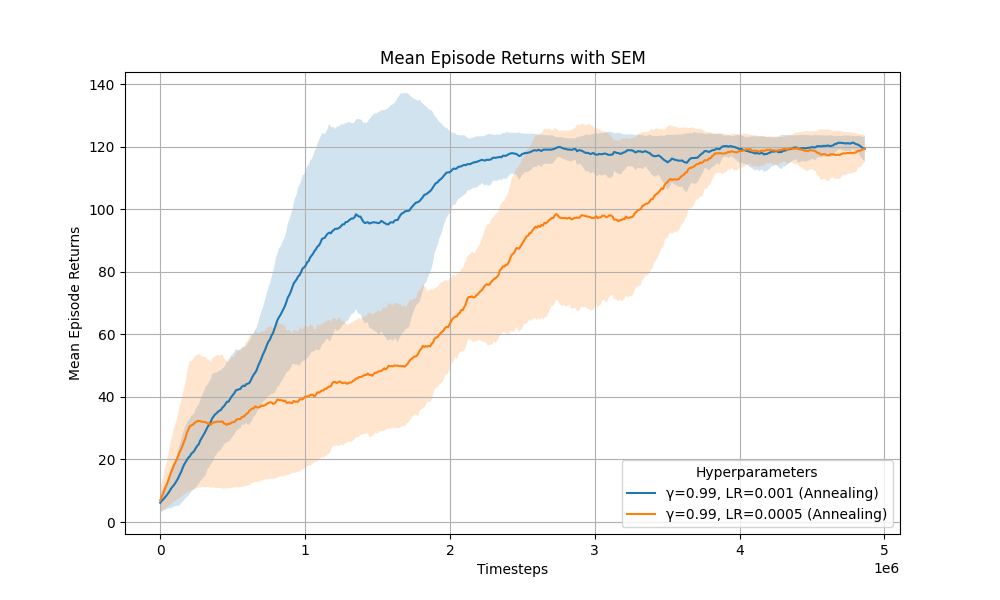 Mean Episode Returns with SEM
Mean Episode Returns
140
120
100
80
60
40
20
0
0 1 2 3 4 5
1e6
Timesteps
Hyperparameters
γ=0.99, LR=0.001 (Annealing)
γ=0.99, LR=0.0005 (Annealing)